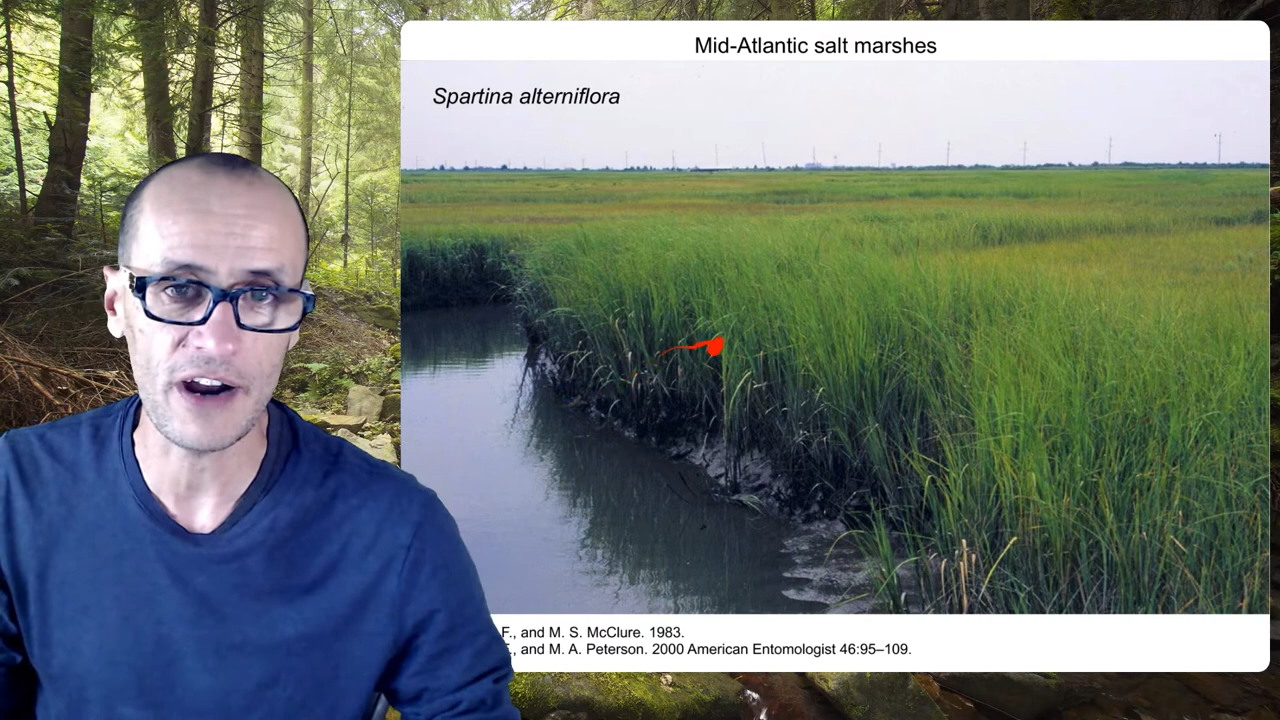 Mid-Atlantic salt marshes
Spartina alterniflora
F., and M. S. McClure. 1983.
, and M. A. Peterson. 2000 American Entomologist 46:95–109.